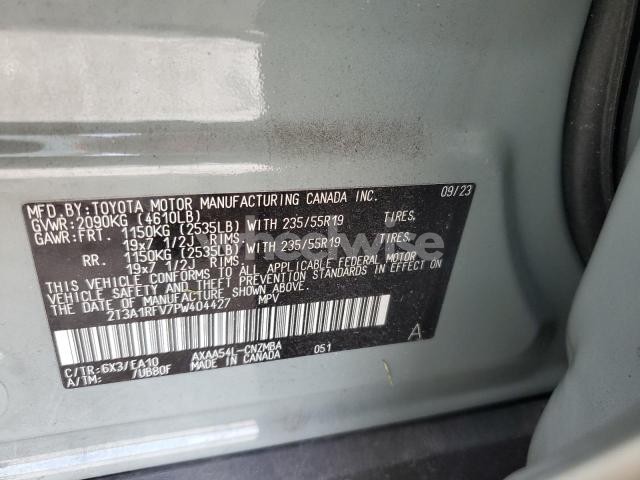 MFD. BY: TOYOTA MOTOR MANUFACTURING CANADA INC. 09/23
GVWR: 2090KG (4610LB)
GAWR: FRT. 1150KG (2535LB) WITH 235/55R19 TIRES.
19x7 1/2J RIMS.
RR. 1150KG (2535LB) WITH 235/55R19 TIRES.
19x7 1/2J RIMS.
THIS VEHICLE CONFORMS TO ALL APPLICABLE FEDERAL MOTOR
VEHICLE SAFETY AND THEFT PREVENTION STANDARDS IN EFFECT ON
THE DATE OF MANUFACTURE SHOWN ABOVE.
2T3A1RFV7PW404427 MPV
A
C/TR: 6X3/EA10 AXAA54L-CNZMBA 051
A/TM: /UB80F MADE IN CANADA
wheelwise